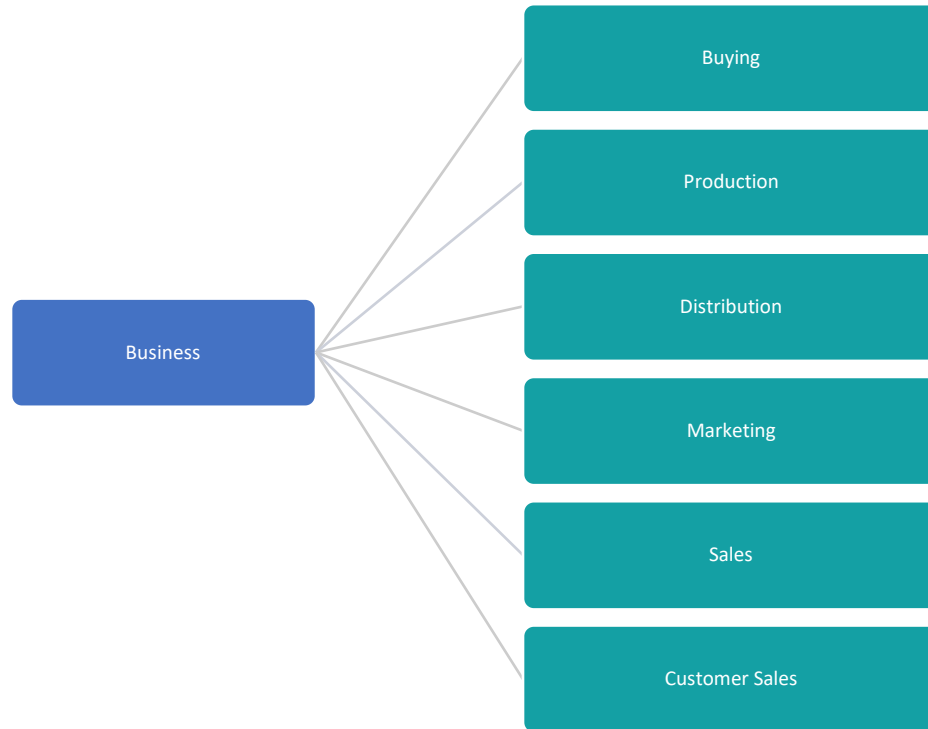 Buying
Production
Distribution
Business
Marketing
Sales
Customer Sales